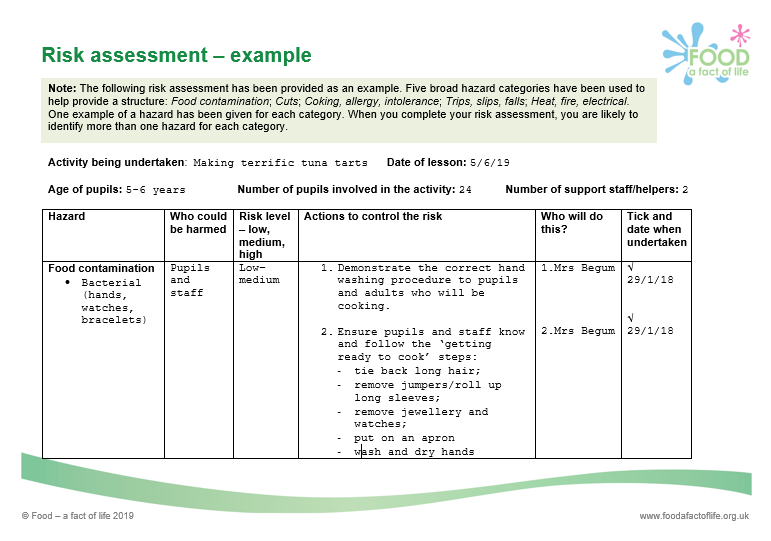 Risk assessment – example
FOOD
a fact of life
Note: The following risk assessment has been provided as an example. Five broad hazard categories have been used to
help provide a structure: Food contamination; Cuts; Coking, allergy, intolerance; Trips, slips, falls; Heat, fire, electrical.
One example of a hazard has been given for each category. When you complete your risk assessment, you are likely to
identify more than one hazard for each category.
Activity being undertaken: Making terrific tuna tarts Date of lesson: 5/6/19
Age of pupils: 5-6 years Number of pupils involved in the activity: 24 Number of support staff/helpers: 2
Hazard
Who could
be harmed
Risk level
– low,
medium,
high
Actions to control the risk
Who will do
this?
Tick and
date when
undertaken
Food contamination
• Bacterial
(hands,
watches,
bracelets)
Pupils
and
staff
Low-
medium
1. Demonstrate the correct hand
washing procedure to pupils
and adults who will be
cooking.
2. Ensure pupils and staff know
and follow the ‘getting
ready to cook’ steps:
- tie back long hair;
- remove jumpers/roll up
long sleeves;
- remove jewellery and
watches;
- put on an apron
- wash and dry hands
1.Mrs Begum
2.Mrs Begum
√
29/1/18
√
29/1/18
© Food – a fact of life 2019
www.foodafactoflife.org.uk